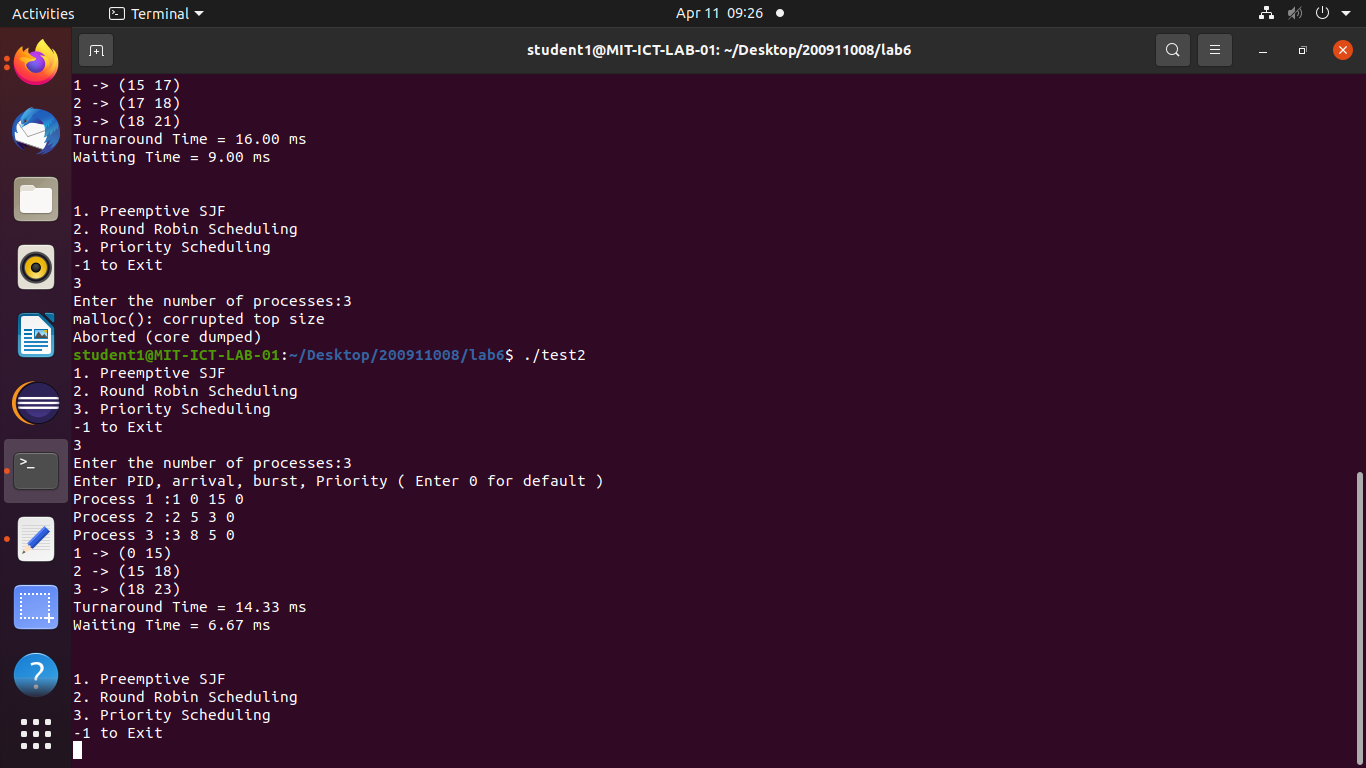 Activities
Terminal
Apr 11 09:26
student1@MIT-ICT-LAB-01: ~/Desktop/200911008/lab6
1 -> (15 17)
2 -> (17 18)
3 -> (18 21)
Turnaround Time = 16.00 ms
Waiting Time = 9.00 ms
1. Preemptive SJF
2. Round Robin Scheduling
3. Priority Scheduling
-1 to Exit
3
Enter the number of processes:3
malloc(): corrupted top size
Aborted (core dumped)
student1@MIT-ICT-LAB-01:~/Desktop/200911008/lab6$ ./test2
1. Preemptive SJF
2. Round Robin Scheduling
3. Priority Scheduling
-1 to Exit
3
Enter the number of processes:3
Enter PID, arrival, burst, Priority ( Enter 0 for default )
Process 1 :1 0 15 0
Process 2 :2 5 3 0
Process 3 :3 8 5 0
1 -> (0 15)
2 -> (15 18)
3 -> (18 23)
Turnaround Time = 14.33 ms
Waiting Time = 6.67 ms
1. Preemptive SJF
2. Round Robin Scheduling
3. Priority Scheduling
-1 to Exit